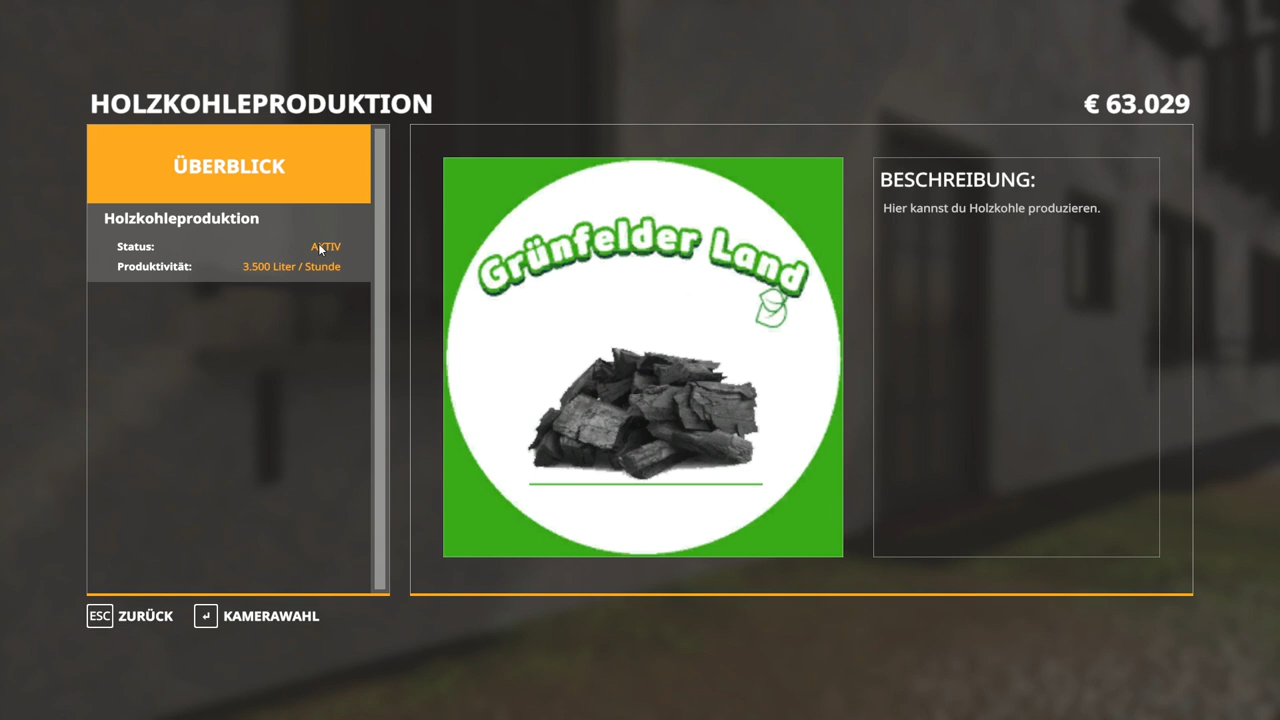 HOLZKOHLEPRODUKTION
€ 63.029
ÜBERBLICK
Holzkohleproduktion
Status: AKTIV
Produktivität: 3.500 Liter / Stunde
Grünfelder Land
BESCHREIBUNG:
Hier kannst du Holzkohle produzieren.
ESC ZURÜCK ↵ KAMERAWAHL